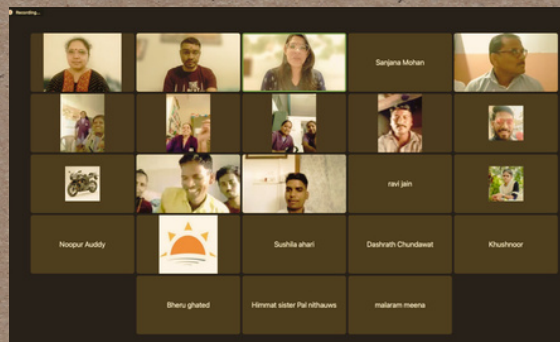 Recording...
Sanjana Mohan
ravi jain
Noopur Auddy
Sushila ahari
Dashrath Chundawat
Khushnoor
Bheru ghated
Himmat sister Pal nithauws
malaram meena